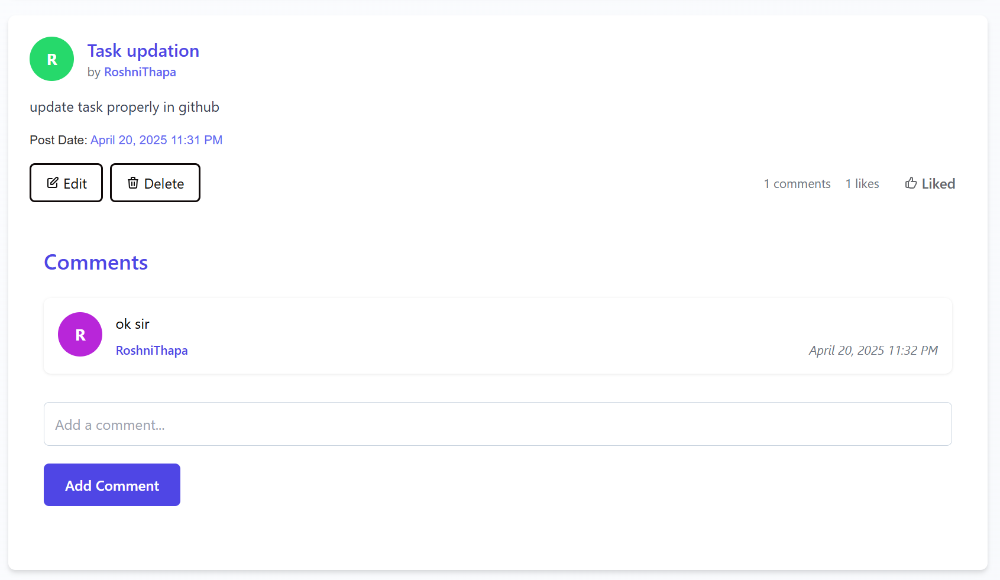 R
Task updation
by RoshniThapa
update task properly in github
Post Date: April 20, 2025 11:31 PM
Edit Delete 1 comments 1 likes Liked
Comments
R
ok sir
RoshniThapa April 20, 2025 11:32 PM
Add a comment...
Add Comment